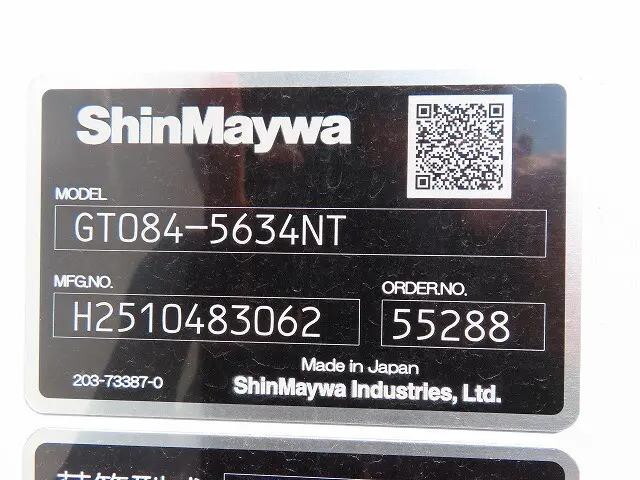 ShinMaywa
MODEL
GT084-5634NT
MFG.NO.
H2510483062
ORDER.NO.
55288
Made in Japan
203-73387-0
ShinMaywa Industries, Ltd.